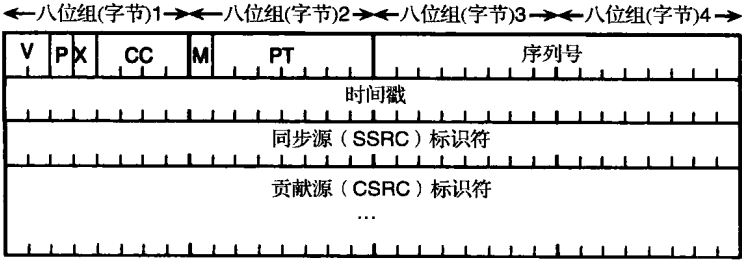 八位组(字节)1 八位组(字节)2 八位组(字节)3 八位组(字节)4
V P X CC M PT 序列号
时间戳
同步源（SSRC）标识符
贡献源（CSRC）标识符
...